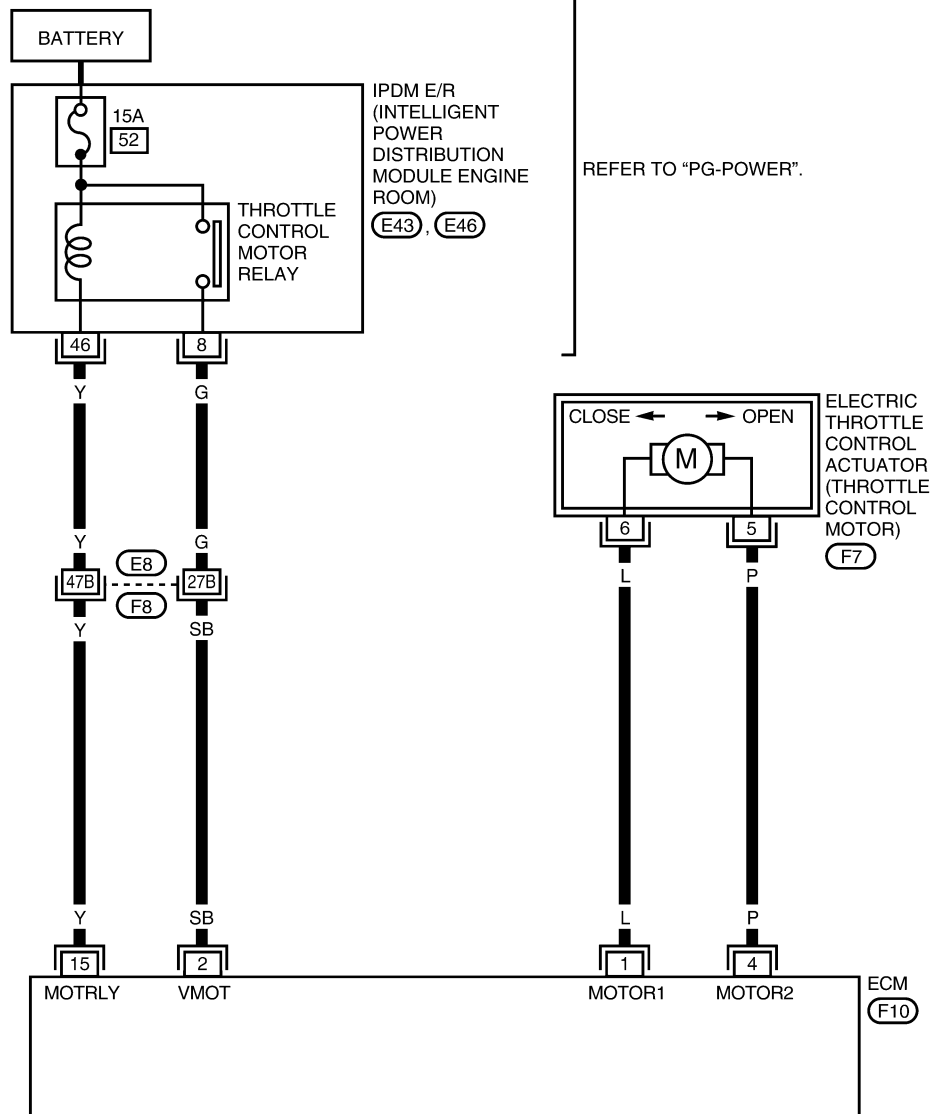 BATTERY
15A
52
IPDM E/R
(INTELLIGENT
POWER
DISTRIBUTION
MODULE ENGINE
ROOM)
E43 , E46
REFER TO “PG-POWER”.
THROTTLE
CONTROL
MOTOR
RELAY
46
8
Y
G
CLOSE
OPEN
M
ELECTRIC
THROTTLE
CONTROL
ACTUATOR
(THROTTLE
CONTROL
MOTOR)
F7
6
5
Y
G
47B
E8
27B
F8
L
P
Y
SB
Y
SB
L
P
15
2
1
4
MOTRLY
VMOT
MOTOR1
MOTOR2
ECM
F10